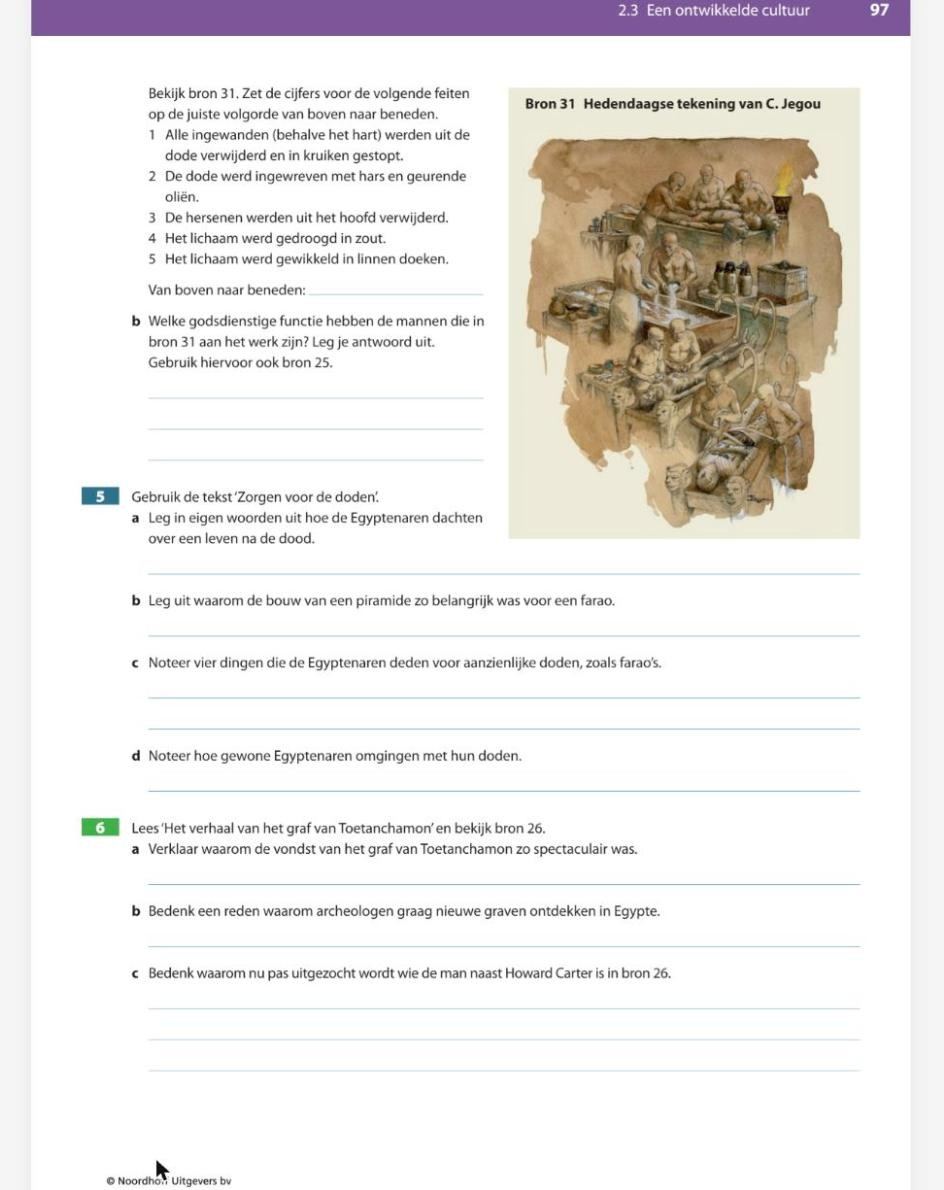 2.3 Een ontwikkelde cultuur 97
Bekijk bron 31. Zet de cijfers voor de volgende feiten
op de juiste volgorde van boven naar beneden.
1 Alle ingewanden (behalve het hart) werden uit de
dode verwijderd en in kruiken gestopt.
2 De dode werd ingewreven met hars en geurende
oliën.
3 De hersenen werden uit het hoofd verwijderd.
4 Het lichaam werd gedroogd in zout.
5 Het lichaam werd gewikkeld in linnen doeken.
Van boven naar beneden:
b Welke godsdienstige functie hebben de mannen die in
bron 31 aan het werk zijn? Leg je antwoord uit.
Gebruik hiervoor ook bron 25.
Bron 31 Hedendaagse tekening van C. Jegou
5 Gebruik de tekst ‘Zorgen voor de doden’.
a Leg in eigen woorden uit hoe de Egyptenaren dachten
over een leven na de dood.
b Leg uit waarom de bouw van een piramide zo belangrijk was voor een farao.
c Noteer vier dingen die de Egyptenaren deden voor aanzienlijke doden, zoals farao’s.
d Noteer hoe gewone Egyptenaren omgingen met hun doden.
6 Lees ‘Het verhaal van het graf van Toetanchamon’ en bekijk bron 26.
a Verklaar waarom de vondst van het graf van Toetanchamon zo spectaculair was.
b Bedenk een reden waarom archeologen graag nieuwe graven ontdekken in Egypte.
c Bedenk waarom nu pas uitgezocht wordt wie de man naast Howard Carter is in bron 26.
© Noordhoff Uitgevers bv